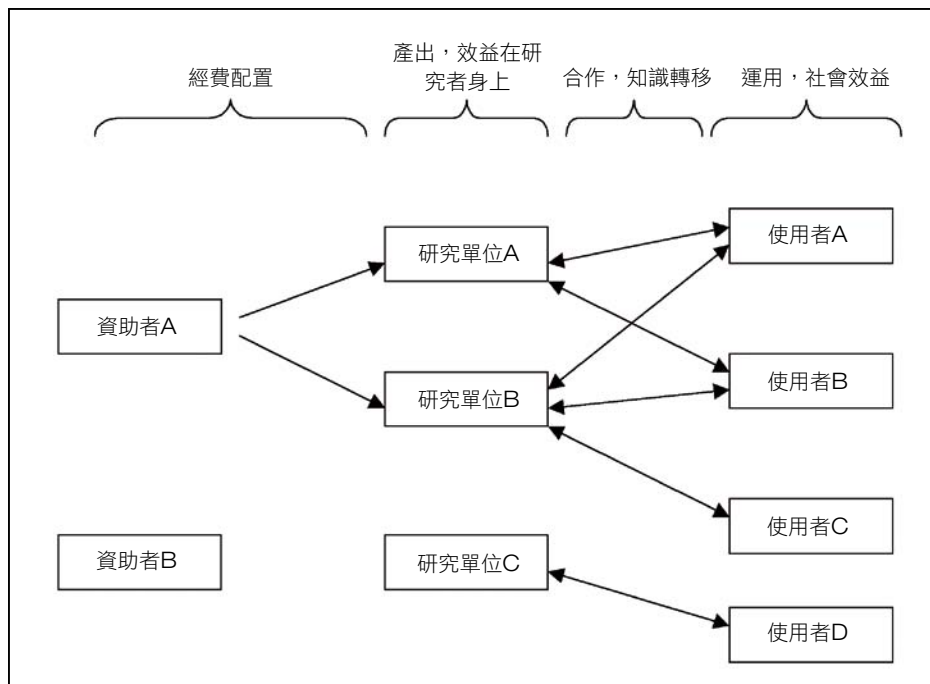 經費配置
產出，效益在研
究者身上
合作，知識轉移
運用，社會效益
資助者A
資助者B
研究單位A
研究單位B
研究單位C
使用者A
使用者B
使用者C
使用者D